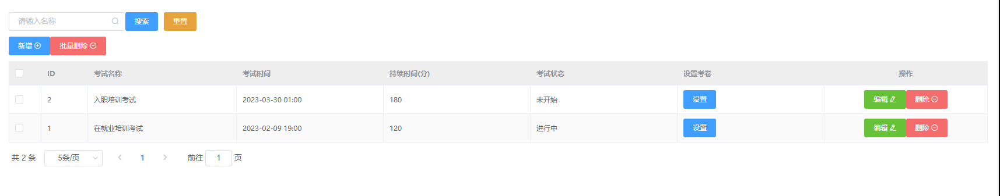 请输入名称 搜索 重置
新增 批量删除
ID 考试名称 考试时间 持续时间(分) 考试状态 设置考卷 操作
2 入职培训考试 2023-03-30 01:00 180 未开始 设置 编辑 删除
1 在就业培训考试 2023-02-09 19:00 120 进行中 设置 编辑 删除
共 2 条 5条/页 1 前往 1 页